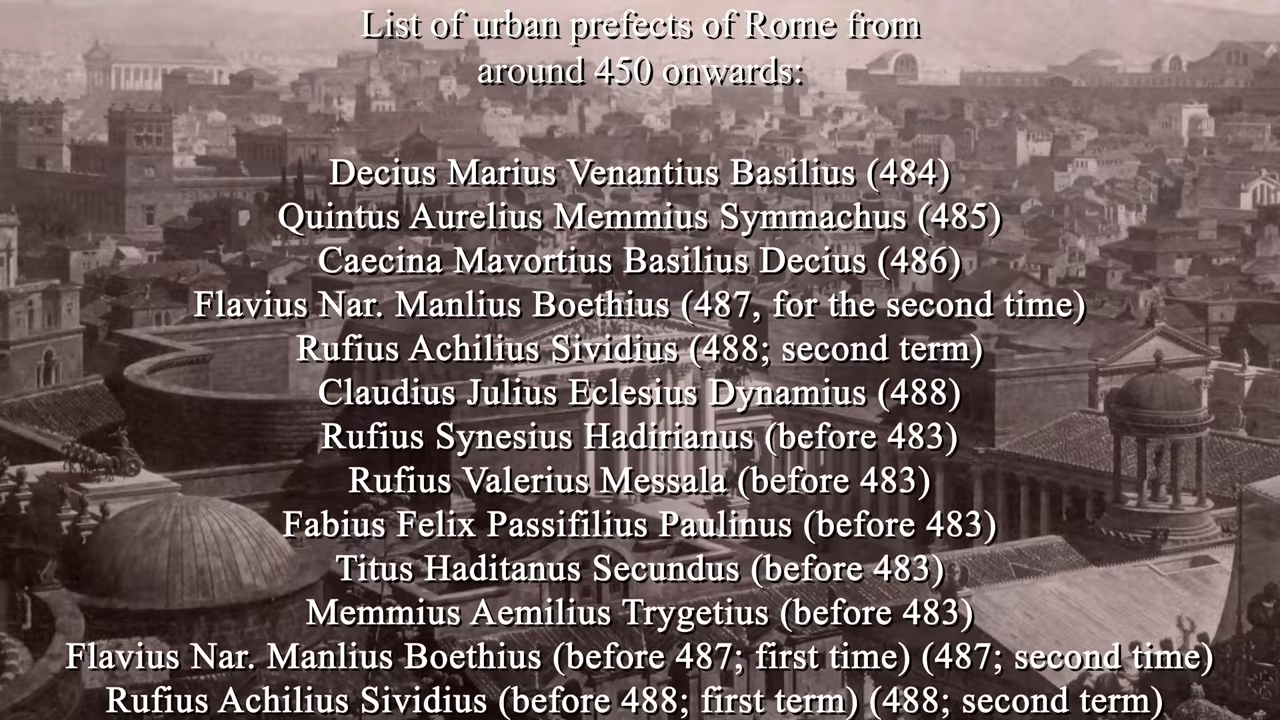 List of urban prefects of Rome from
around 450 onwards:
Decius Marius Venantius Basilius (484)
Quintus Aurelius Memmius Symmachus (485)
Caecina Mavortius Basilius Decius (486)
Flavius Nar. Manlius Boethius (487, for the second time)
Rufius Achilius Sividius (488; second term)
Claudius Julius Eclesius Dynamius (488)
Rufius Synesius Hadirianus (before 483)
Rufius Valerius Messala (before 483)
Fabius Felix Passifilius Paulinus (before 483)
Titus Haditanus Secundus (before 483)
Memmius Aemilius Trygetius (before 483)
Flavius Nar. Manlius Boethius (before 487; first time) (487; second time)
Rufius Achilius Sividius (before 488; first term) (488; second term)